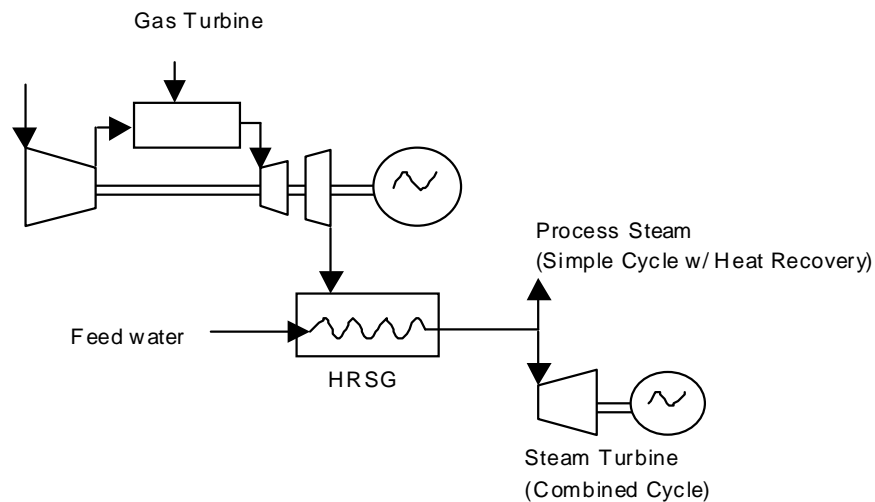 Gas Turbine
Process Steam
(Simple Cycle w/ Heat Recovery)
Feed water
HRSG
Steam Turbine
(Combined Cycle)